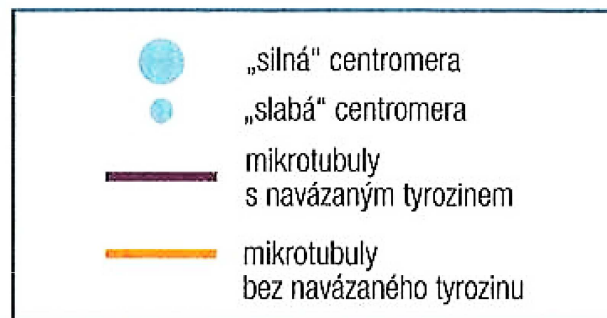 „silná“ centromera
„slabá“ centromera
mikrotubuly
s navázaným tyrozinem
mikrotubuly
bez navázaného tyrozinu